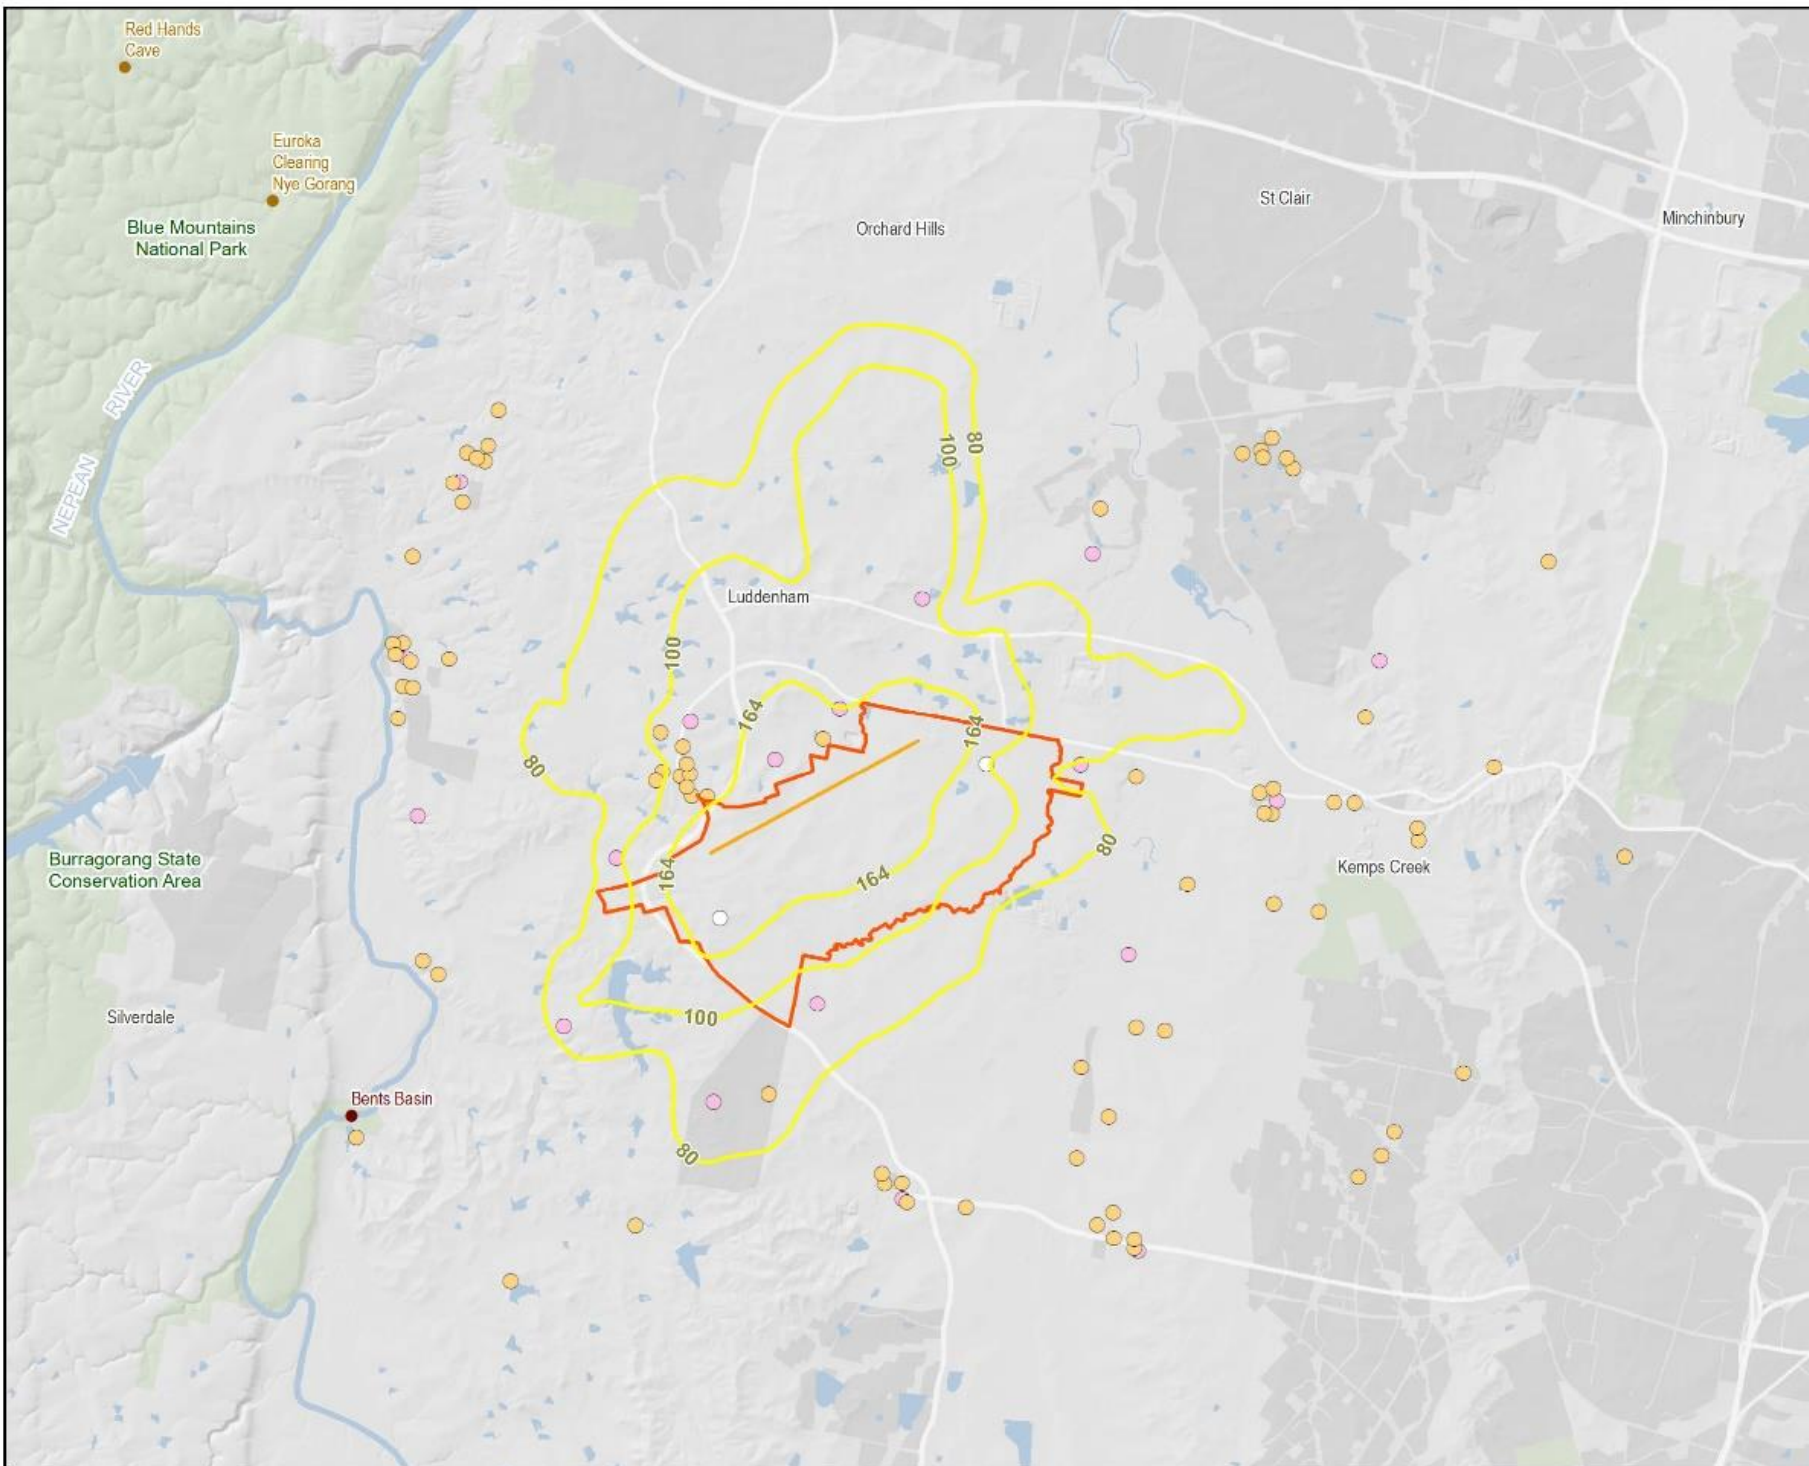 Red Hands
Cave
Euroka
Clearing
Nye Gorang
Blue Mountains
National Park
St Clair
Minchinbury
Orchard Hills
NEPEAN RIVER
100
80
Luddenham
100
164
164
80
80
164
164
Burragorang State
Conservation Area
Kemps Creek
Silverdale
100
Bents Basin
80